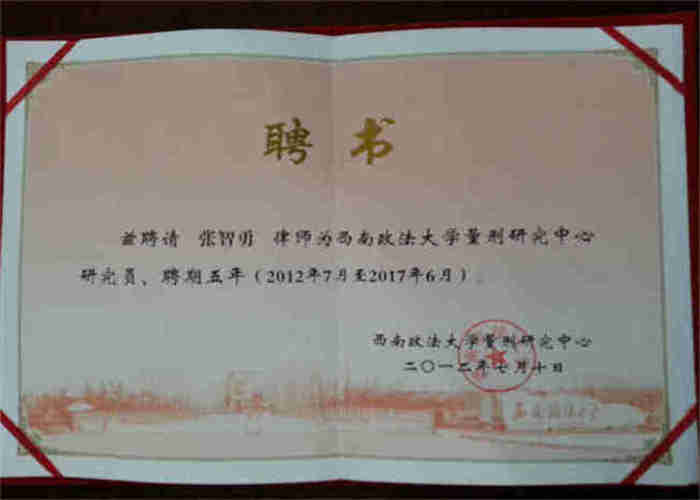 聘书
兹聘请 张智勇 律师为西南政法大学量刑研究中心
研究员、聘期五年（2012年7月至2017年6月）。
西南政法大学量刑研究中心
二〇一二年七月十日